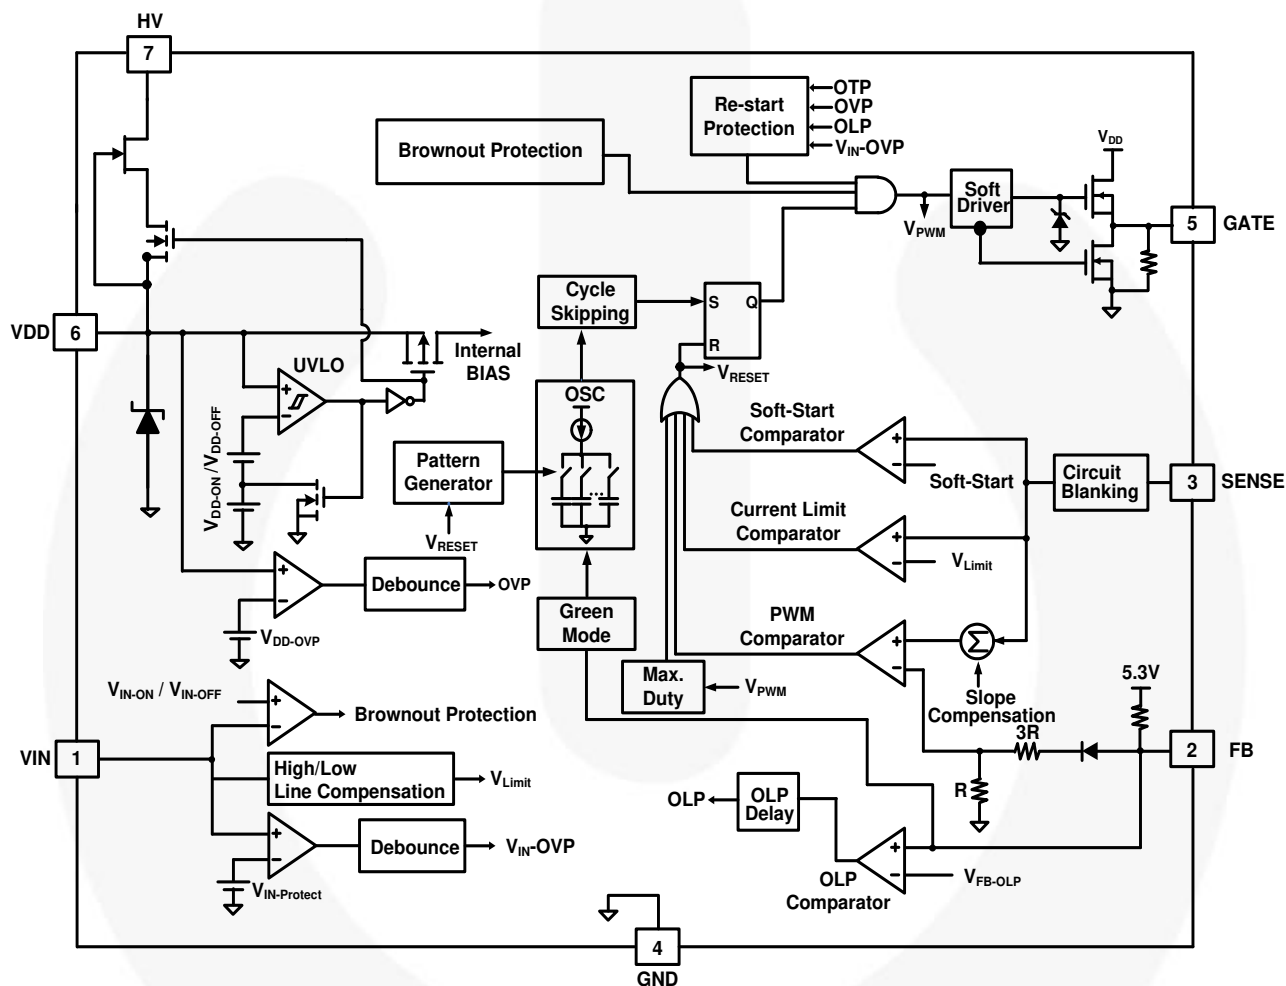 HV
7
OTP
OVP
OLP
VIN-OVP
Re-start
Protection
Brownout Protection
VDD
Soft
Driver
VPWM
5
GATE
Cycle
Skipping
S
Q
R
VRESET
VDD
6
Internal
BIAS
UVLO
+
−
VDD-ON / VDD-OFF
OSC
...
Pattern
Generator
VRESET
Soft-Start
Comparator
+
−
Soft-Start
Circuit
Blanking
3
SENSE
Current Limit
Comparator
+
−
VLimit
+
−
Debounce
OVP
VDD-OVP
Green
Mode
PWM
Comparator
+
−
Σ
Slope
Compensation
Max.
Duty
VPWM
5.3V
3R
R
2
FB
VIN-ON / VIN-OFF
+
−
Brownout Protection
VIN
1
High/Low
Line Compensation
VLimit
+
−
Debounce
VIN-OVP
VIN-Protect
OLP
OLP
Delay
+
−
VFB-OLP
OLP
Comparator
4
GND